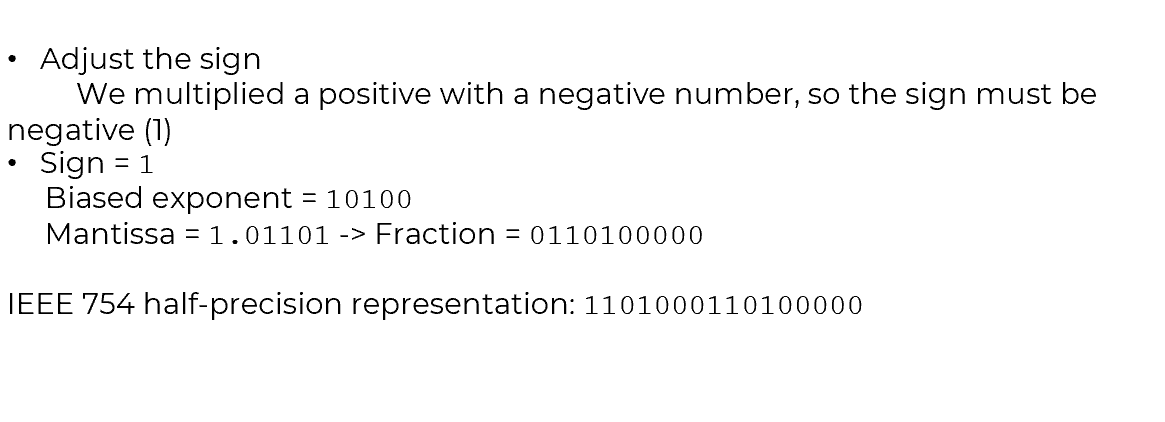 • Adjust the sign
We multiplied a positive with a negative number, so the sign must be
negative (1)
• Sign = 1
Biased exponent = 10100
Mantissa = 1.01101 -> Fraction = 0110100000
IEEE 754 half-precision representation: 1101000110100000